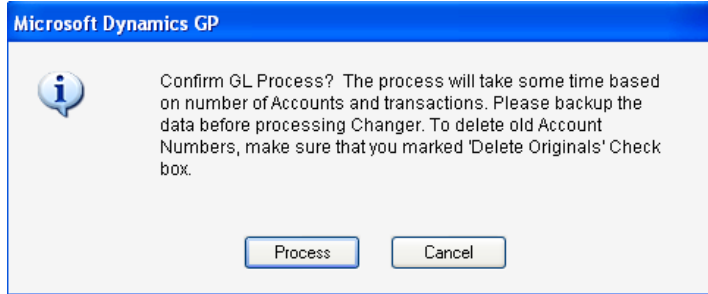 Microsoft Dynamics GP
Confirm GL Process? The process will take some time based
on number of Accounts and transactions. Please backup the
data before processing Changer. To delete old Account
Numbers, make sure that you marked 'Delete Originals' Check
box.
Process
Cancel